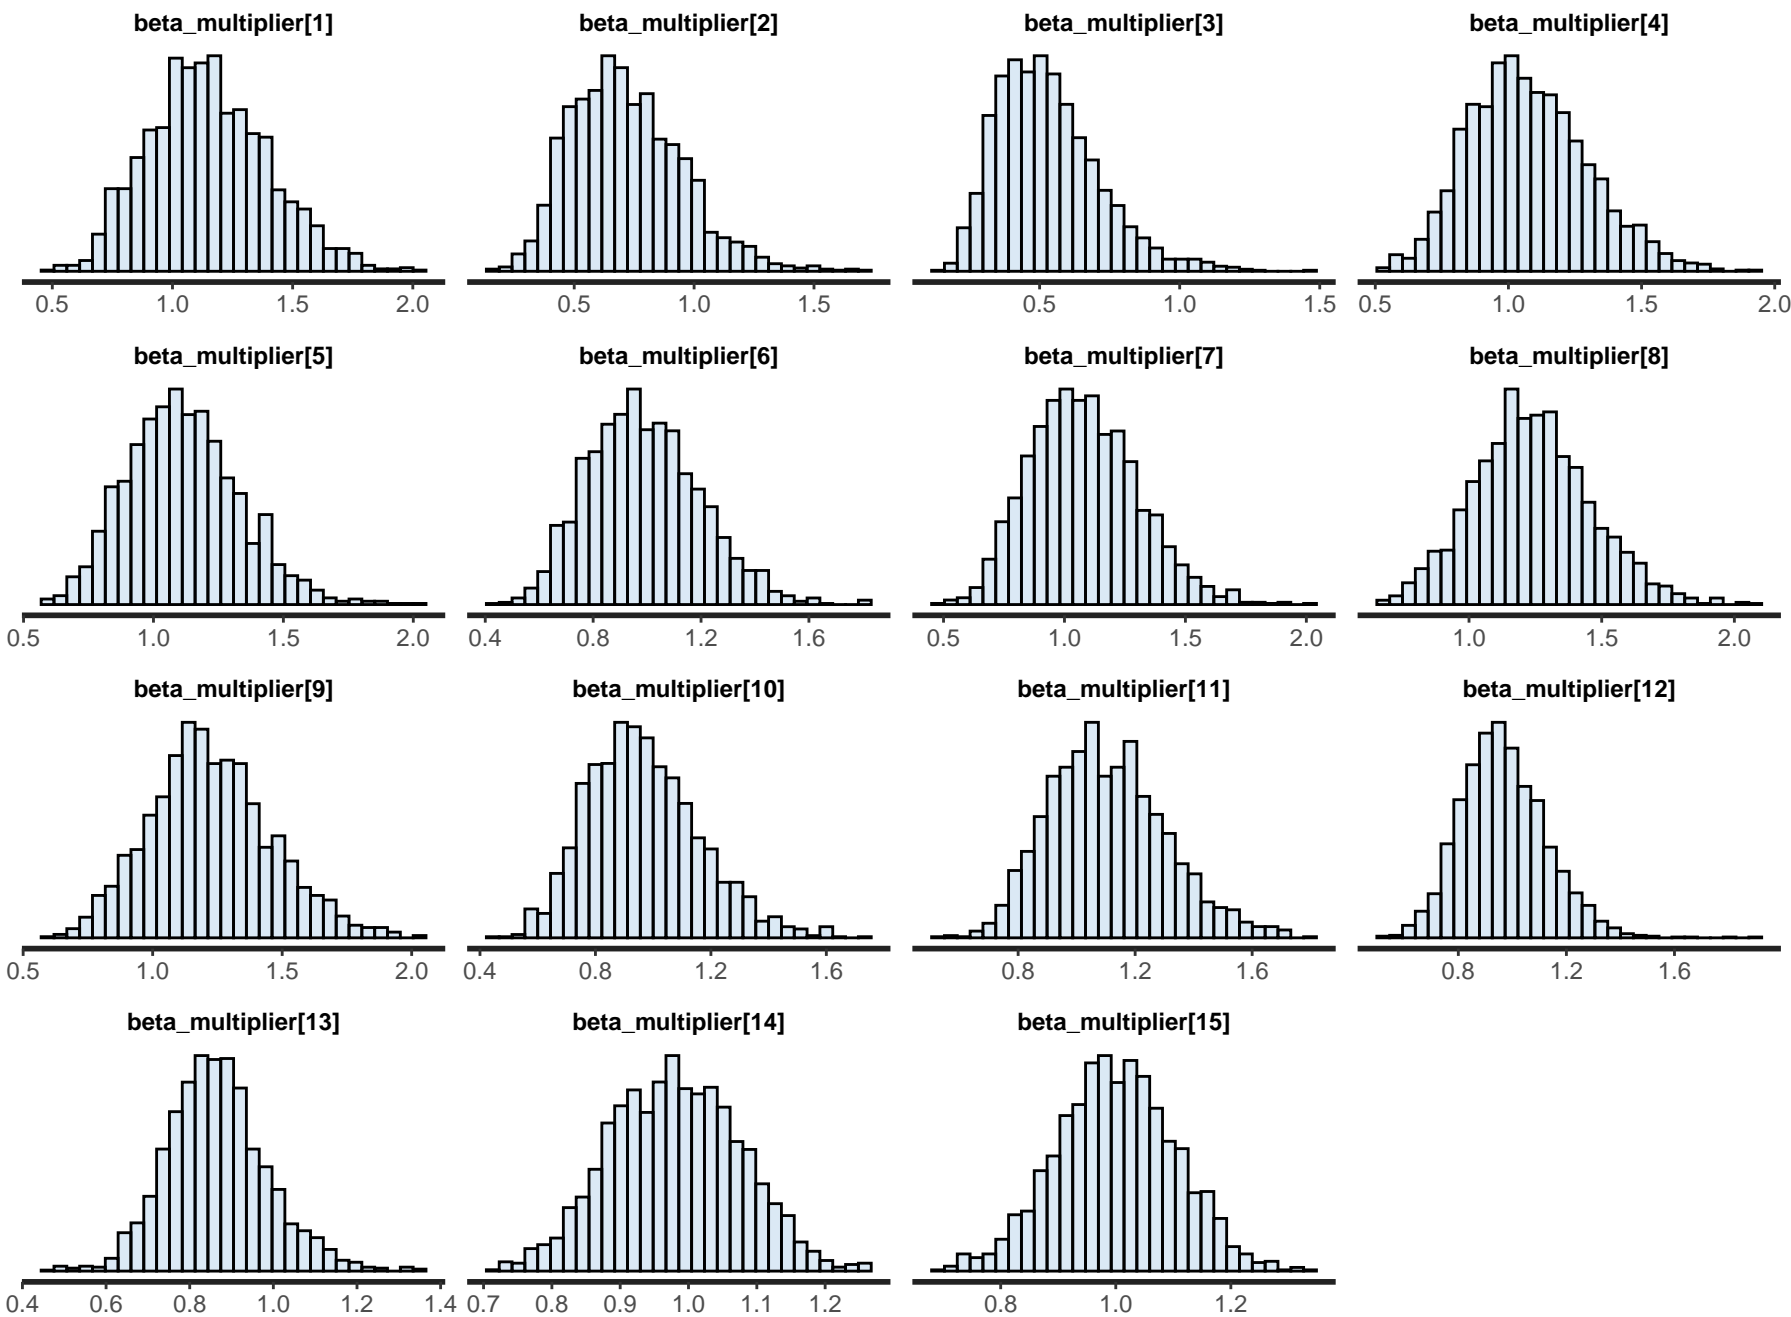 beta_multiplier[1] beta_multiplier[2] beta_multiplier[3] beta_multiplier[4]
0.5 1.0 1.5 2.0 0.5 1.0 1.5 0.5 1.0 1.5 0.5 1.0 1.5 2.0
beta_multiplier[5] beta_multiplier[6] beta_multiplier[7] beta_multiplier[8]
0.5 1.0 1.5 2.0 0.4 0.8 1.2 1.6 0.5 1.0 1.5 2.0 1.0 1.5 2.0
beta_multiplier[9] beta_multiplier[10] beta_multiplier[11] beta_multiplier[12]
0.5 1.0 1.5 2.0 0.4 0.8 1.2 1.6 0.8 1.2 1.6 0.8 1.2 1.6
beta_multiplier[13] beta_multiplier[14] beta_multiplier[15]
0.4 0.6 0.8 1.0 1.2 1.4 0.7 0.8 0.9 1.0 1.1 1.2 0.8 1.0 1.2